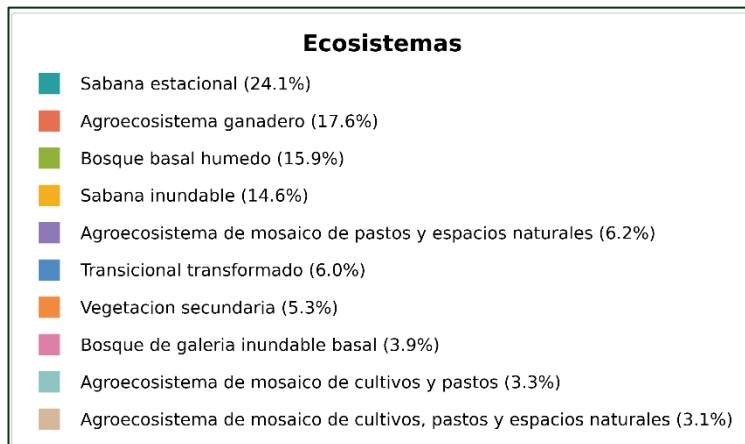 Ecosistemas
Sabana estacional (24.1%)
Agroecosistema ganadero (17.6%)
Bosque basal humedo (15.9%)
Sabana inundable (14.6%)
Agroecosistema de mosaico de pastos y espacios naturales (6.2%)
Transicional transformado (6.0%)
Vegetacion secundaria (5.3%)
Bosque de galeria inundable basal (3.9%)
Agroecosistema de mosaico de cultivos y pastos (3.3%)
Agroecosistema de mosaico de cultivos, pastos y espacios naturales (3.1%)